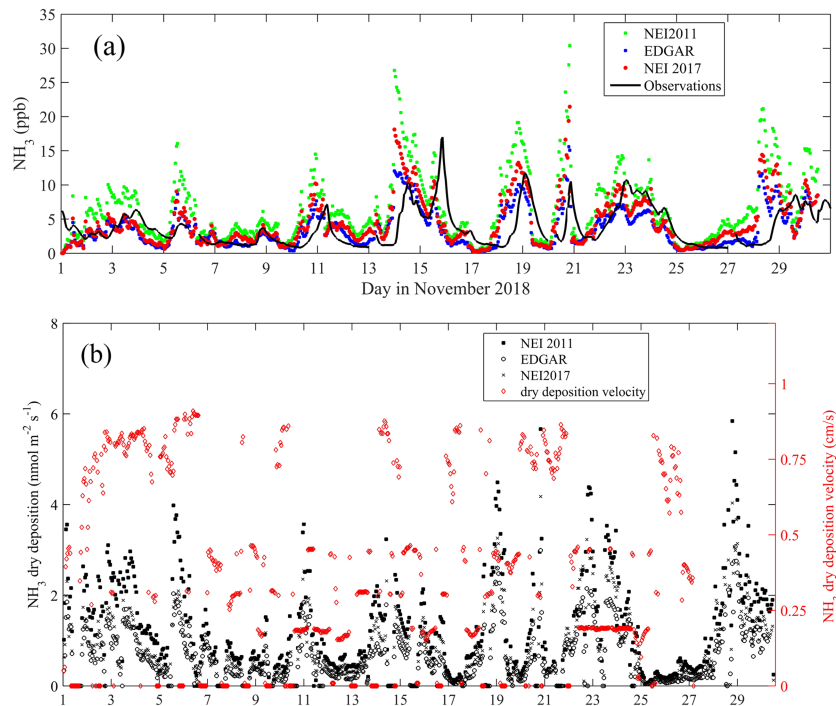 (a)
35
30
25
20
15
10
5
0
NH3 (ppb)
NEI2011
EDGAR
NEI 2017
Observations
1 3 5 7 9 11 13 15 17 19 21 23 25 27 29
Day in November 2018
(b)
8
6
4
2
0
NH3 dry deposition (nmol m-2 s-1)
NEI 2011
EDGAR
NEI2017
dry deposition velocity
1
0.75
0.5
0.25
0
NH3 dry deposition velocity (cm/s)
1 3 5 7 9 11 13 15 17 19 21 23 25 27 29